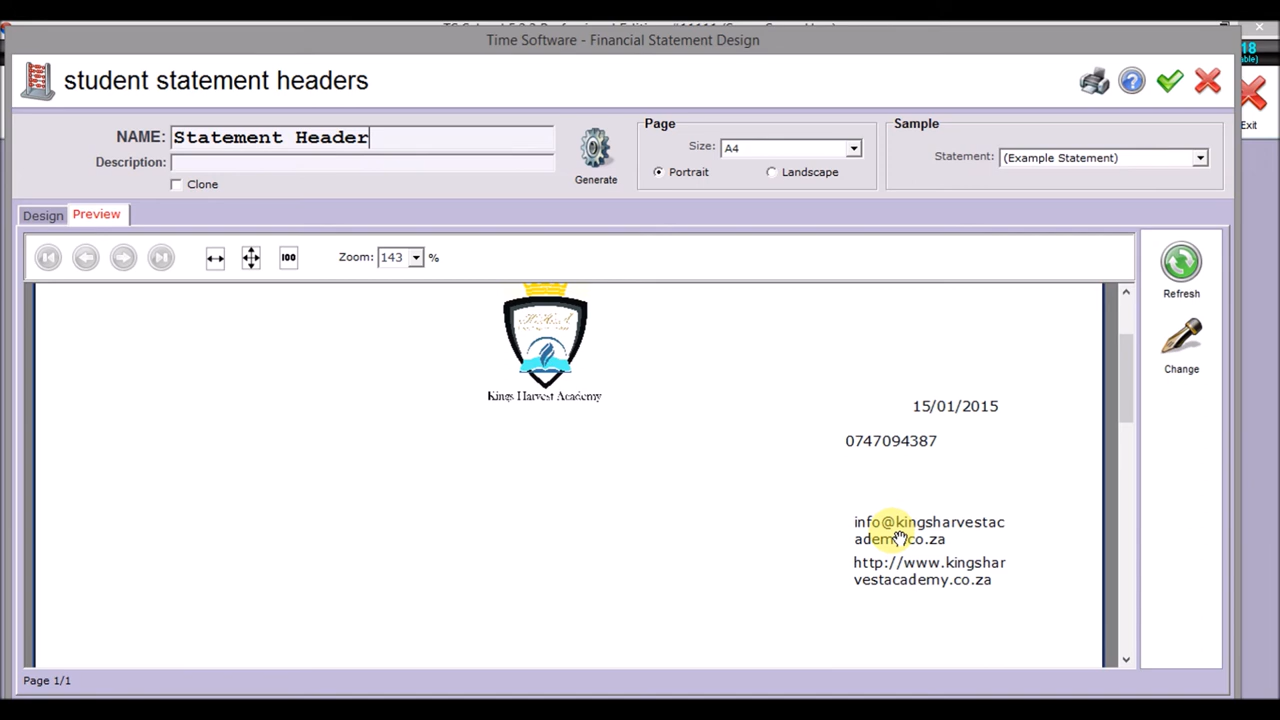 Time Software - Financial Statement Design
18
student statement headers
NAME: Statement Header
Description:
Clone
Generate
Page
Size: A4
Portrait
Landscape
Sample
Statement: (Example Statement)
Exit
Design
Preview
100
Zoom: 143 %
Refresh
Change
Kings Harvest Academy
15/01/2015
0747094387
info@kingsharvestac
ademy.co.za
http://www.kingshar
vestacademy.co.za
Page 1/1